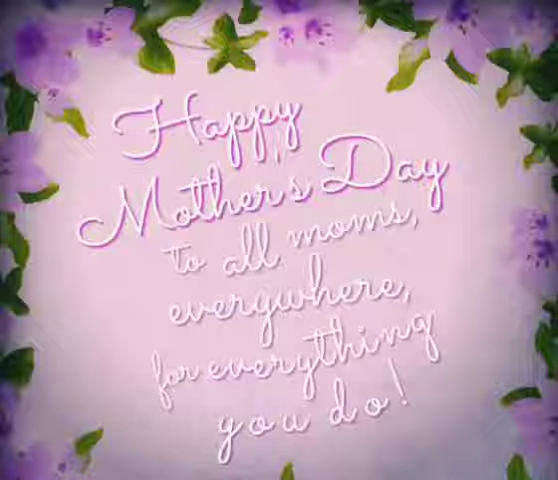 Happy
Mother's Day
to all moms,
everywhere,
for everything
you do!